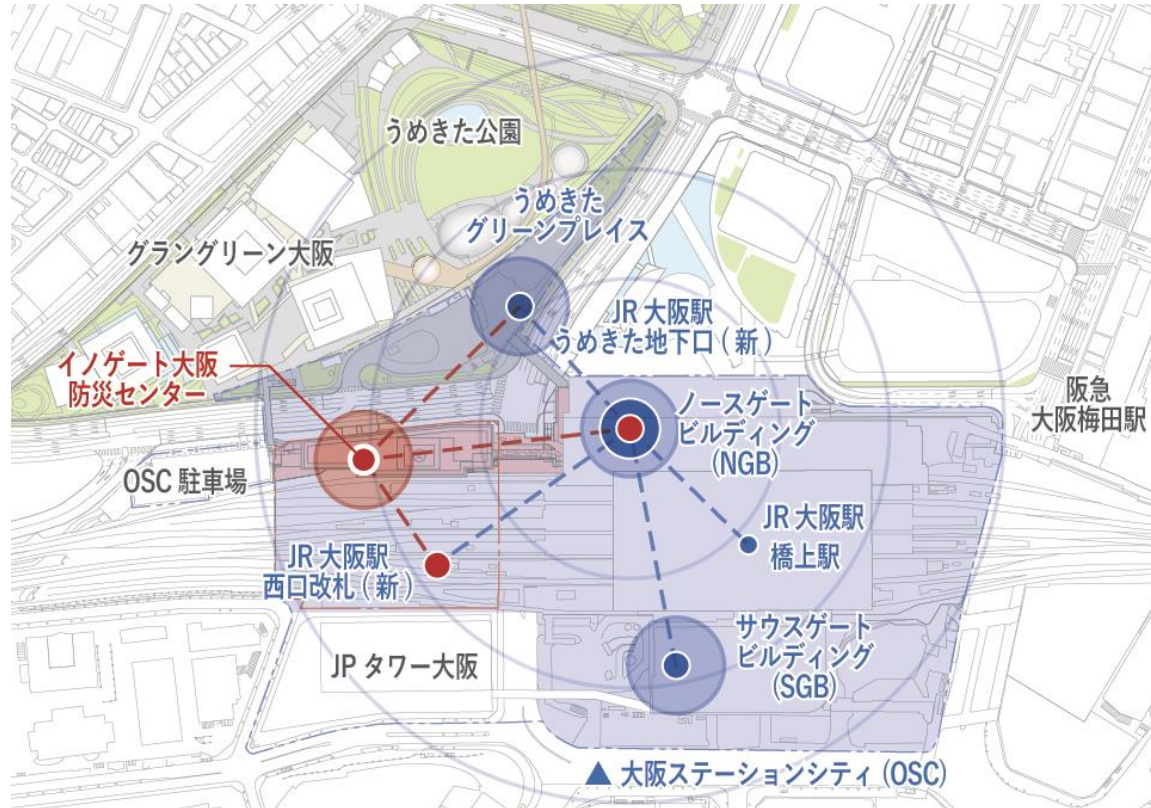 うめきた公園
うめきた
グリーンプレイス
グラングリーン大阪
JR 大阪駅
うめきた地下口 ( 新 )
イノゲート大阪
防災センター
阪急
大阪梅田駅
ノースゲート
ビルディング
(NGB)
OSC 駐車場
JR 大阪駅
橋上駅
JR 大阪駅
西口改札 ( 新 )
サウスゲート
ビルディング
(SGB)
JP タワー大阪
▲ 大阪ステーションシティ (OSC)